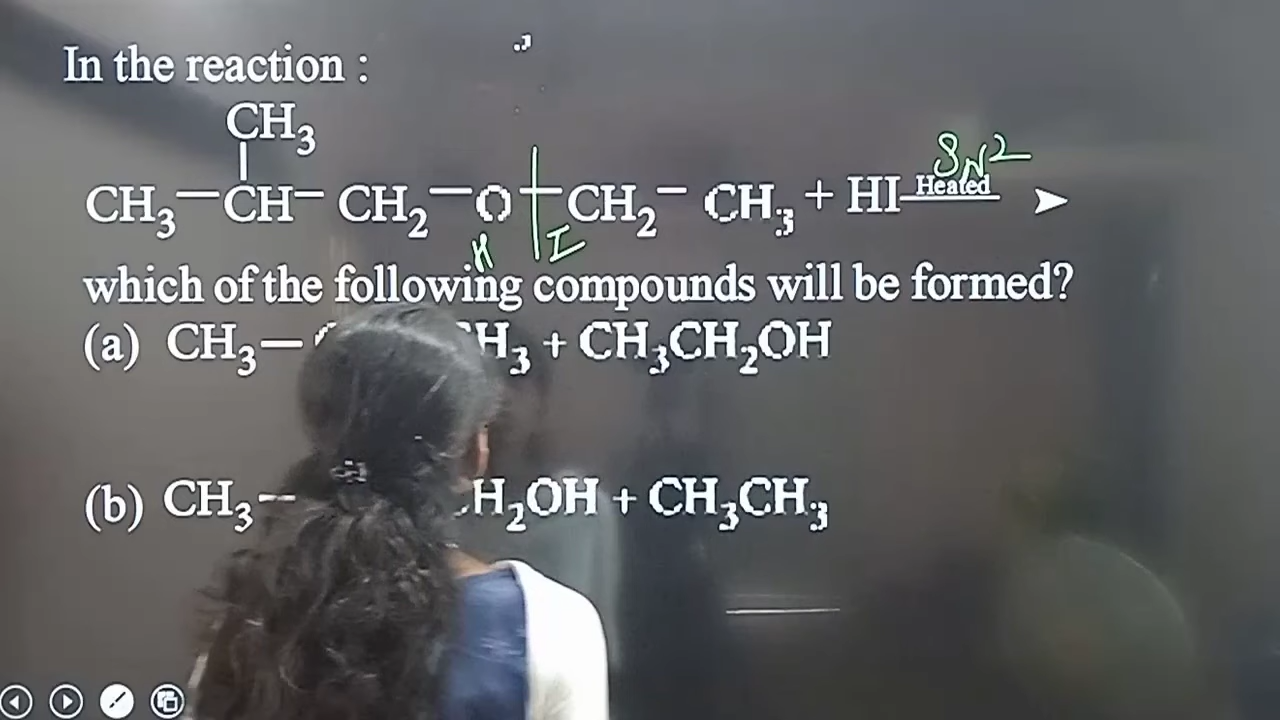 In the reaction :
CH₃
CH₃—CH—CH₂—O—CH₂—CH₃ + HI Heated SN2
H I
which of the following compounds will be formed?
(a) CH₃— H₃ + CH₃CH₂OH
(b) CH₃— H₂OH + CH₃CH₃